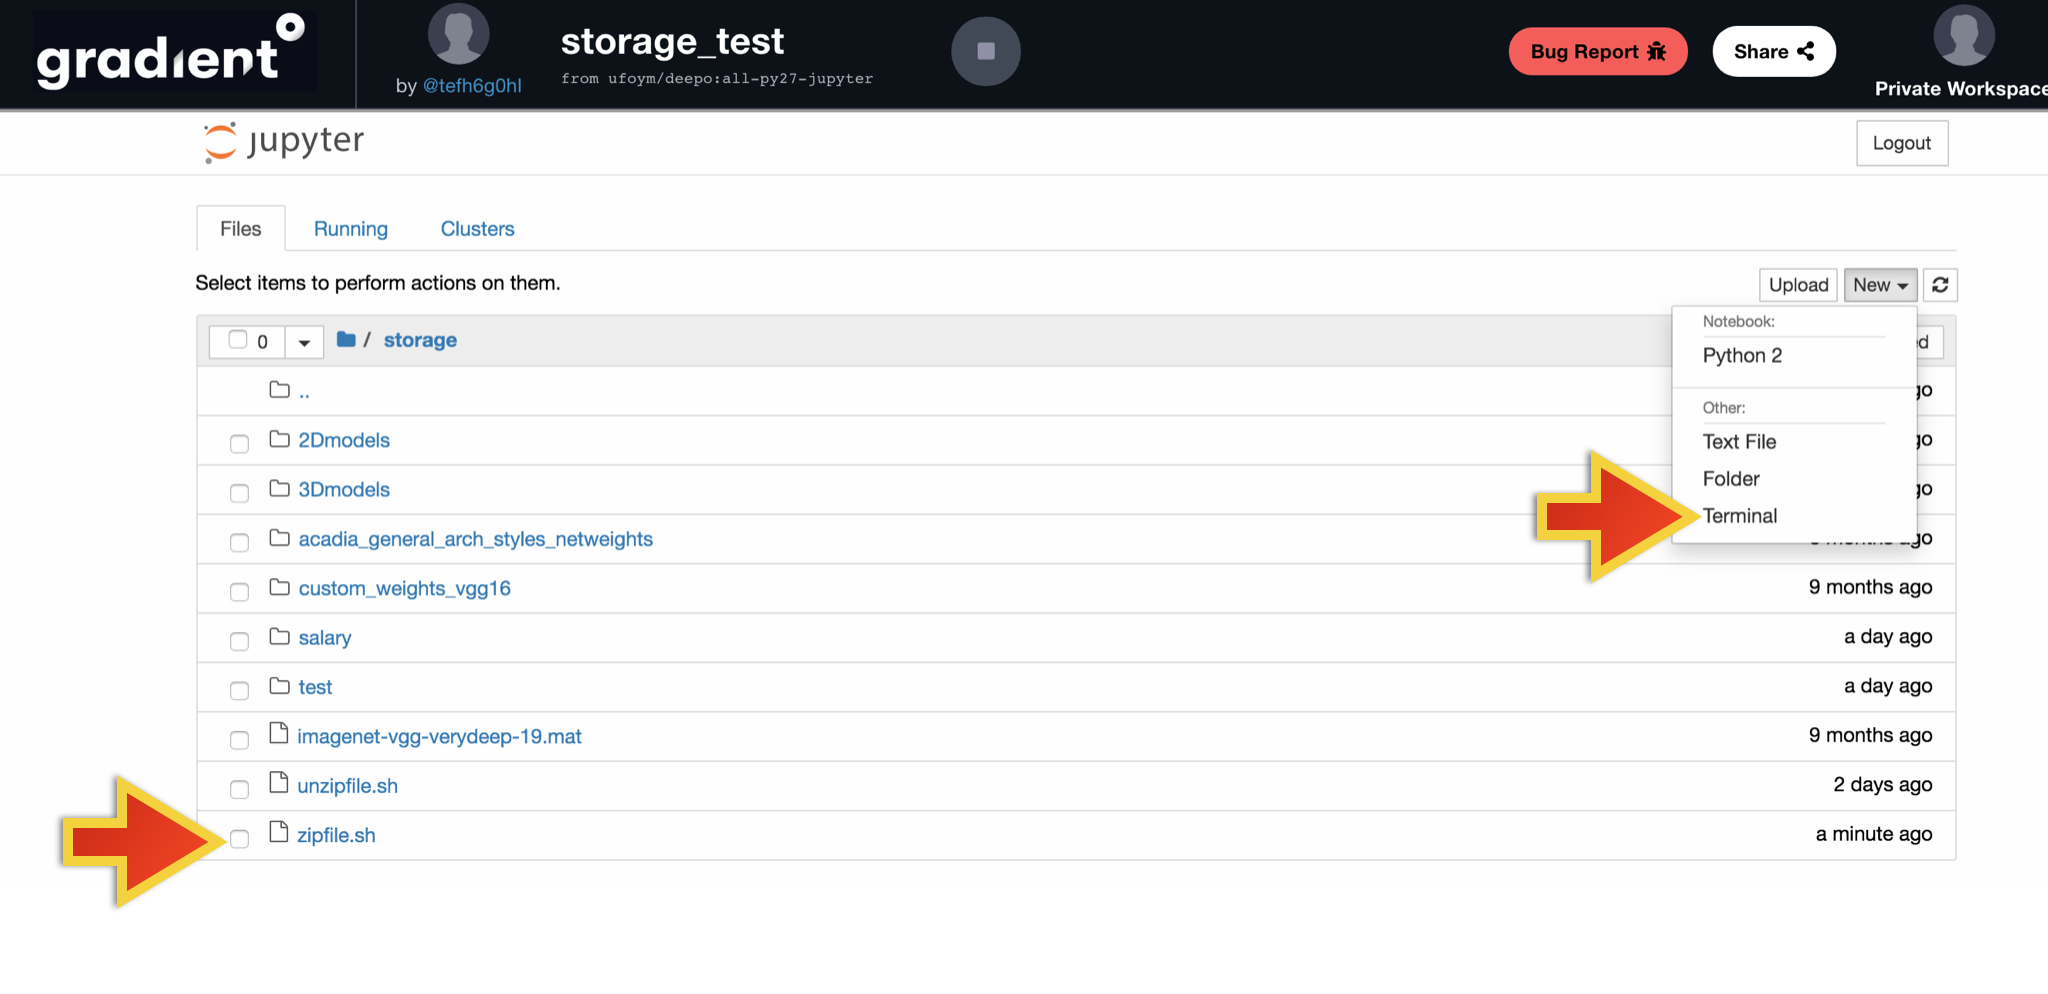 gradient
by @tefh6g0hl
storage_test
from ufoym/deepo:all-py27-jupyter
Bug Report
Share
Private Workspace
jupyter
Logout
Files
Running
Clusters
Select items to perform actions on them.
Upload
New
0
/ storage
Notebook:
Python 2
Other:
Text File
Folder
Terminal
..
2Dmodels
3Dmodels
acadia_general_arch_styles_netweights
custom_weights_vgg16 9 months ago
salary a day ago
test a day ago
imagenet-vgg-verydeep-19.mat 9 months ago
unzipfile.sh 2 days ago
zipfile.sh a minute ago